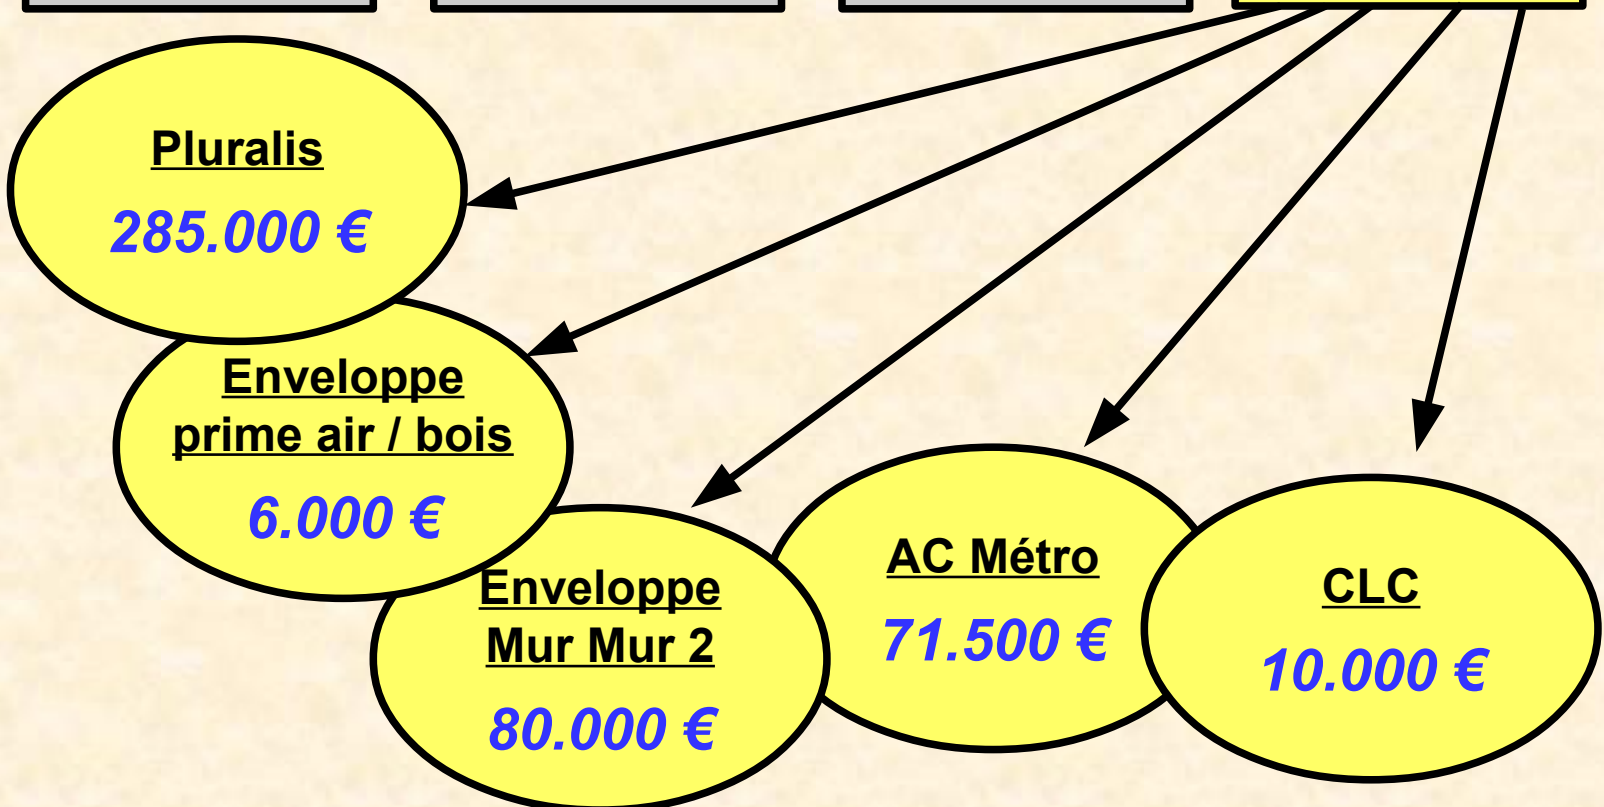 Pluralis
285.000 €
Enveloppe
prime air / bois
6.000 €
Enveloppe
Mur Mur 2
80.000 €
AC Métro
71.500 €
CLC
10.000 €